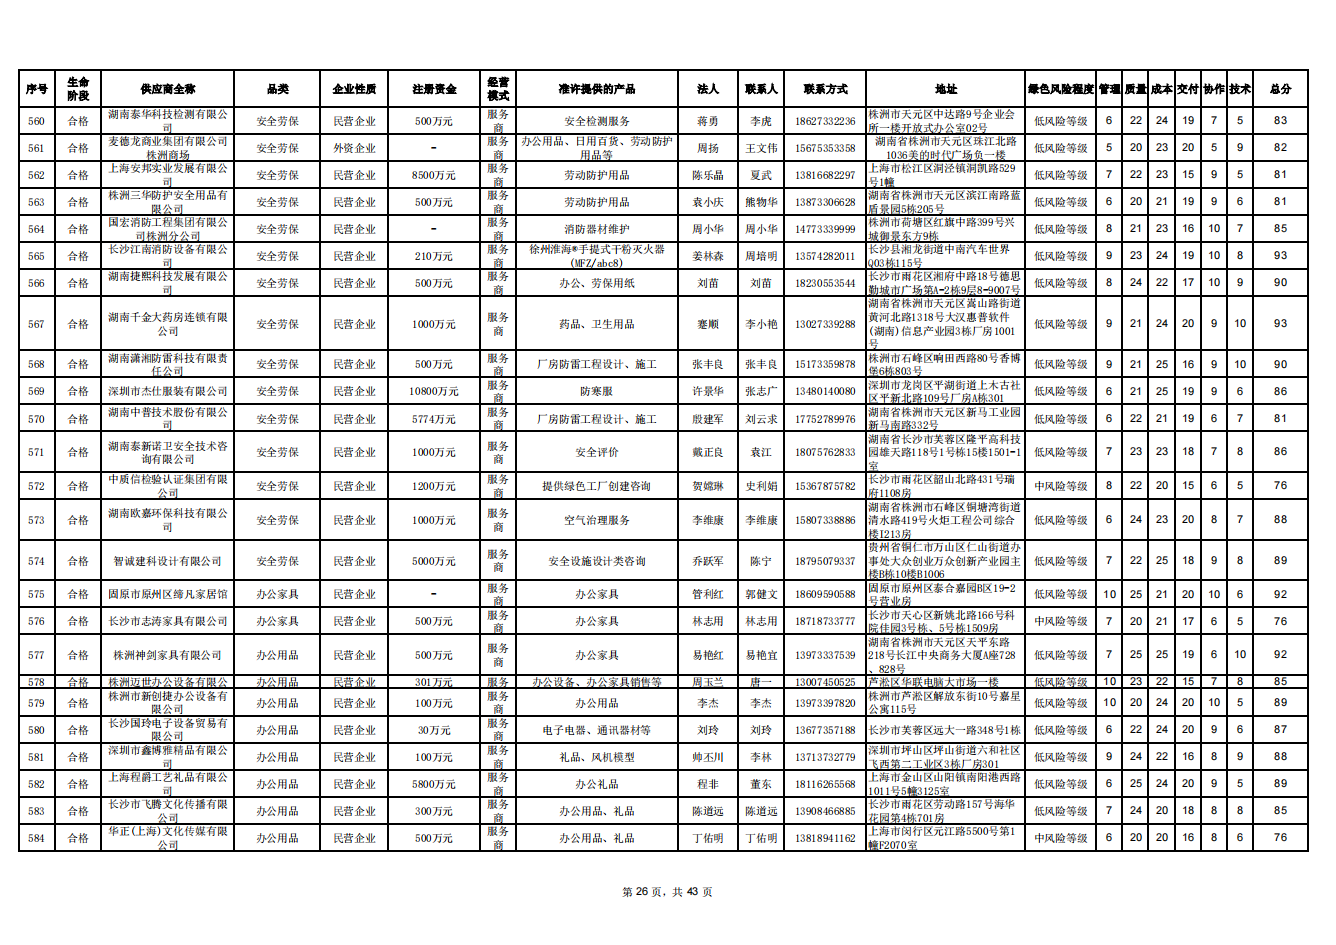 序号 生命阶段 供应商全称 品类 企业性质 注册资金 经营模式 准许提供的产品 法人 联系人 联系方式 地址 绿色风险程度 管理 质量 成本 交付 协作 技术 总分
560 合格 湖南泰华科技检测有限公司 安全劳保 民营企业 500万元 服务商 安全检测服务 蒋勇 李虎 18627332236 株洲市天元区中达路9号企业会所一楼开放式办公室02号 低风险等级 6 22 24 19 7 5 83
561 合格 麦德龙商业集团有限公司株洲商场 安全劳保 外资企业 - 服务商 办公用品、日用百货、劳动防护用品等 周扬 王文伟 15675353358 湖南省株洲市天元区珠江北路1036美的时代广场负一楼 低风险等级 5 20 23 20 5 9 82
562 合格 上海安邦实业发展有限公司 安全劳保 民营企业 8500万元 服务商 劳动防护用品 陈乐晶 夏武 13816682297 上海市松江区洞泾镇洞凯路529号1幢 低风险等级 7 22 23 15 9 5 81
563 合格 株洲三华防护安全用品有限公司 安全劳保 民营企业 500万元 服务商 劳动防护用品 袁小庆 熊物华 13873306628 湖南省株洲市天元区滨江南路蓝盾景园5栋205号 低风险等级 6 20 21 19 9 6 81
564 合格 国宏消防工程集团有限公司株洲分公司 安全劳保 民营企业 - 服务商 消防器材维护 周小华 周小华 14773339999 株洲市荷塘区红旗中路399号兴城御景东方9栋 低风险等级 8 21 23 16 10 7 85
565 合格 长沙江南消防设备有限公司 安全劳保 民营企业 210万元 服务商 徐州淮海®手提式干粉灭火器(MFZ/abc8) 姜林森 周培明 13574282011 长沙县湘龙街道中南汽车世界Q03栋115号 低风险等级 9 23 24 19 10 8 93
566 合格 湖南捷熙科技发展有限公司 安全劳保 民营企业 500万元 服务商 办公、劳保用纸 刘苗 刘苗 18230553544 长沙市雨花区湘府中路18号德思勤城市广场第A-2栋9层8-9007号 低风险等级 8 24 22 17 10 9 90
567 合格 湖南千金大药房连锁有限公司 安全劳保 民营企业 1000万元 服务商 药品、卫生用品 蹇顺 李小艳 13027339288 湖南省株洲市天元区嵩山路街道黄河北路1318号大汉惠普软件(湖南)信息产业园3栋厂房1001号 低风险等级 9 21 24 20 9 10 93
568 合格 湖南潇湘防雷科技有限责任公司 安全劳保 民营企业 500万元 服务商 厂房防雷工程设计、施工 张丰良 张丰良 15173359878 株洲市石峰区响田西路80号香博堡6栋803号 低风险等级 9 21 25 16 9 10 90
569 合格 深圳市杰仕服装有限公司 安全劳保 民营企业 10800万元 服务商 防寒服 许景华 张志广 13480140080 深圳市龙岗区平湖街道上木古社区平新北路109号厂房A栋301 低风险等级 6 21 25 19 9 6 86
570 合格 湖南中普技术股份有限公司 安全劳保 民营企业 5774万元 服务商 厂房防雷工程设计、施工 殷建军 刘云求 17752789976 湖南省株洲市天元区新马工业园新马南路332号 低风险等级 6 22 21 19 6 7 81
571 合格 湖南泰新诺卫安全技术咨询有限公司 安全劳保 民营企业 1000万元 服务商 安全评价 戴正良 袁江 18075762833 湖南省长沙市芙蓉区隆平高科技园雄天路118号1号栋15楼1501-1室 低风险等级 7 23 23 18 7 8 86
572 合格 中质信检验认证集团有限公司 安全劳保 民营企业 1200万元 服务商 提供绿色工厂创建咨询 贺婂琳 史利娟 15367875782 长沙市雨花区韶山北路431号瑞府1108房 中风险等级 8 22 20 15 6 5 76
573 合格 湖南欧嘉环保科技有限公司 安全劳保 民营企业 1000万元 服务商 空气治理服务 李维康 李维康 15807338886 湖南省株洲市石峰区铜塘湾街道清水路419号火炬工程公司综合楼I213房 低风险等级 6 24 23 20 8 7 88
574 合格 智诚建科设计有限公司 安全劳保 民营企业 5000万元 服务商 安全设施设计类咨询 乔跃军 陈宁 18795079337 贵州省铜仁市万山区仁山街道办事处大众创业万众创新产业园主楼B栋10楼B1006 低风险等级 7 22 25 18 9 8 89
575 合格 固原市原州区缔凡家居馆 办公家具 民营企业 - 服务商 办公家具 管利红 郭健文 18609590588 固原市原州区泰合嘉园B区19-2号营业房 低风险等级 10 25 21 20 10 6 92
576 合格 长沙市志涛家具有限公司 办公家具 民营企业 500万元 服务商 办公家具 林志用 林志用 18718733777 长沙市天心区新姚北路166号科院佳园3号栋、5号栋1509房 中风险等级 7 20 21 17 6 5 76
577 合格 株洲神剑家具有限公司 办公用品 民营企业 500万元 服务商 办公家具 易艳红 易艳宜 13973337539 湖南省株洲市天元区天平东路218号长江中央商务大厦A座728、828号 低风险等级 7 25 25 19 6 10 92
578 合格 株洲迈世办公设备有限公 办公用品 民营企业 301万元 服务 办公设备、办公家具销售等 周玉兰 唐一 13007450525 芦淞区华联电脑大市场一楼 低风险等级 10 23 22 15 7 8 85
579 合格 株洲市新创捷办公设备有限公司 办公用品 民营企业 100万元 服务商 办公用品 李杰 李杰 13973397820 株洲市芦淞区解放东街10号嘉星公寓115号 低风险等级 10 20 24 20 10 5 89
580 合格 长沙国玲电子设备贸易有限公司 办公用品 民营企业 30万元 服务商 电子电器、通讯器材等 刘玲 刘玲 13677357188 长沙市芙蓉区远大一路348号1栋 低风险等级 6 22 24 20 9 6 87
581 合格 深圳市鑫博雅精品有限公司 办公用品 民营企业 100万元 服务商 礼品、风机模型 帅丕川 李林 13713732779 深圳市坪山区坪山街道六和社区飞西第二工业区3栋厂房301 低风险等级 9 24 22 16 8 9 88
582 合格 上海程爵工艺礼品有限公司 办公用品 民营企业 5800万元 服务商 办公礼品 程非 董东 18116265568 上海市金山区山阳镇南阳港西路1011号5幢3125室 低风险等级 6 25 24 20 9 5 89
583 合格 长沙市飞腾文化传播有限公司 办公用品 民营企业 300万元 服务商 办公用品、礼品 陈道远 陈道远 13908466885 长沙市雨花区劳动路157号海华花园第4栋701房 低风险等级 7 24 20 18 8 8 85
584 合格 华正(上海)文化传媒有限公司 办公用品 民营企业 500万元 服务商 办公用品、礼品 丁佑明 丁佑明 13818941162 上海市闵行区元江路5500号第1幢F2070室 中风险等级 6 20 20 16 8 6 76
第 26 页，共 43 页